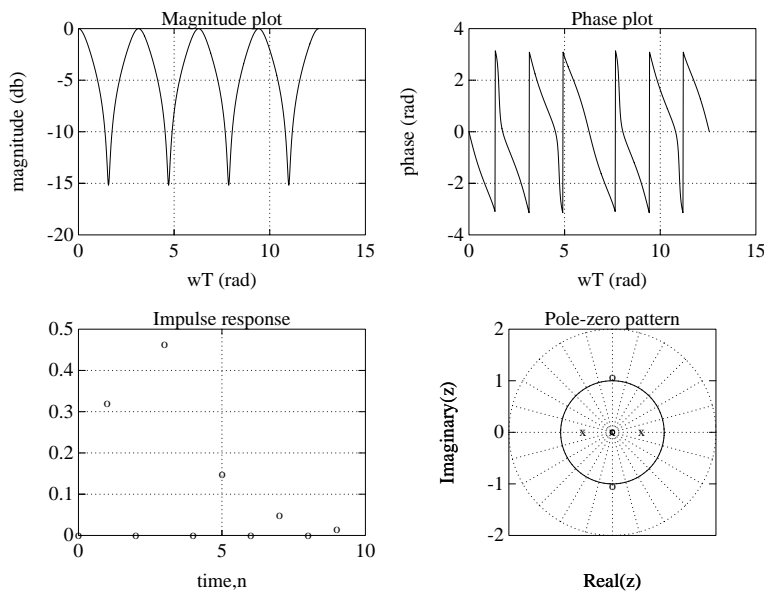 Magnitude plot
0
−5
−10
−15
−20
magnitude (db)
0 5 10 15
wT (rad)
Phase plot
4
2
0
−2
−4
phase (rad)
0 5 10 15
wT (rad)
Impulse response
0.5
0.4
0.3
0.2
0.1
0
0 5 10
time,n
Pole-zero pattern
2
1
0
-1
-2
Imaginary(z)
Real(z)